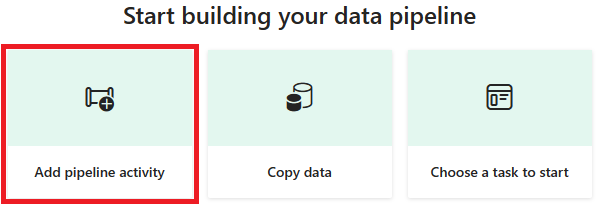 Start building your data pipeline
Add pipeline activity
Copy data
Choose a task to start